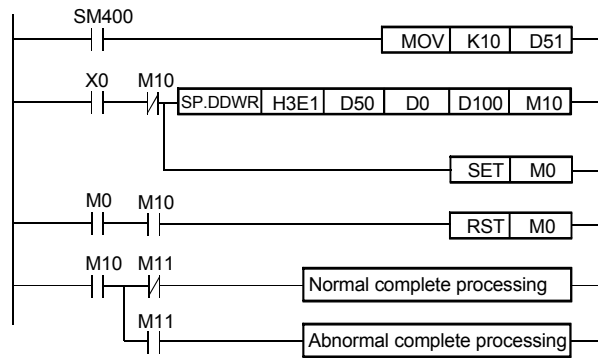 SM400
MOV K10 D51
X0 M10
SP.DDWR H3E1 D50 D0 D100 M10
SET M0
M0 M10
RST M0
M10 M11
Normal complete processing
M11
Abnormal complete processing